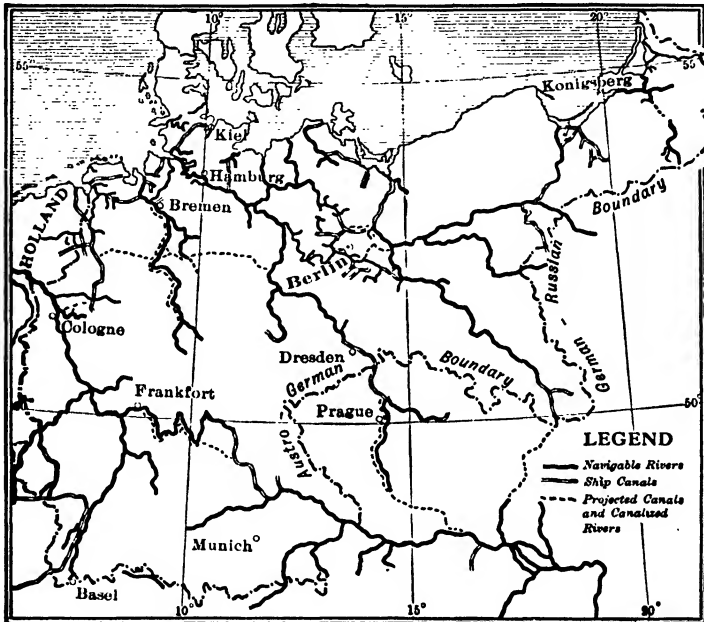 10°
15°
20°
55°
55°
Konigsberg
Kiel
Hamburg
HOLLAND
Bremen
Boundary
Russian
Berlin
Cologne
German
Dresden
German
Boundary
Frankfort
50°
Prague
Austro
LEGEND
Navigable Rivers
Ship Canals
Projected Canals
and Canalized
Rivers
Munich
Basel
10°
15°
20°